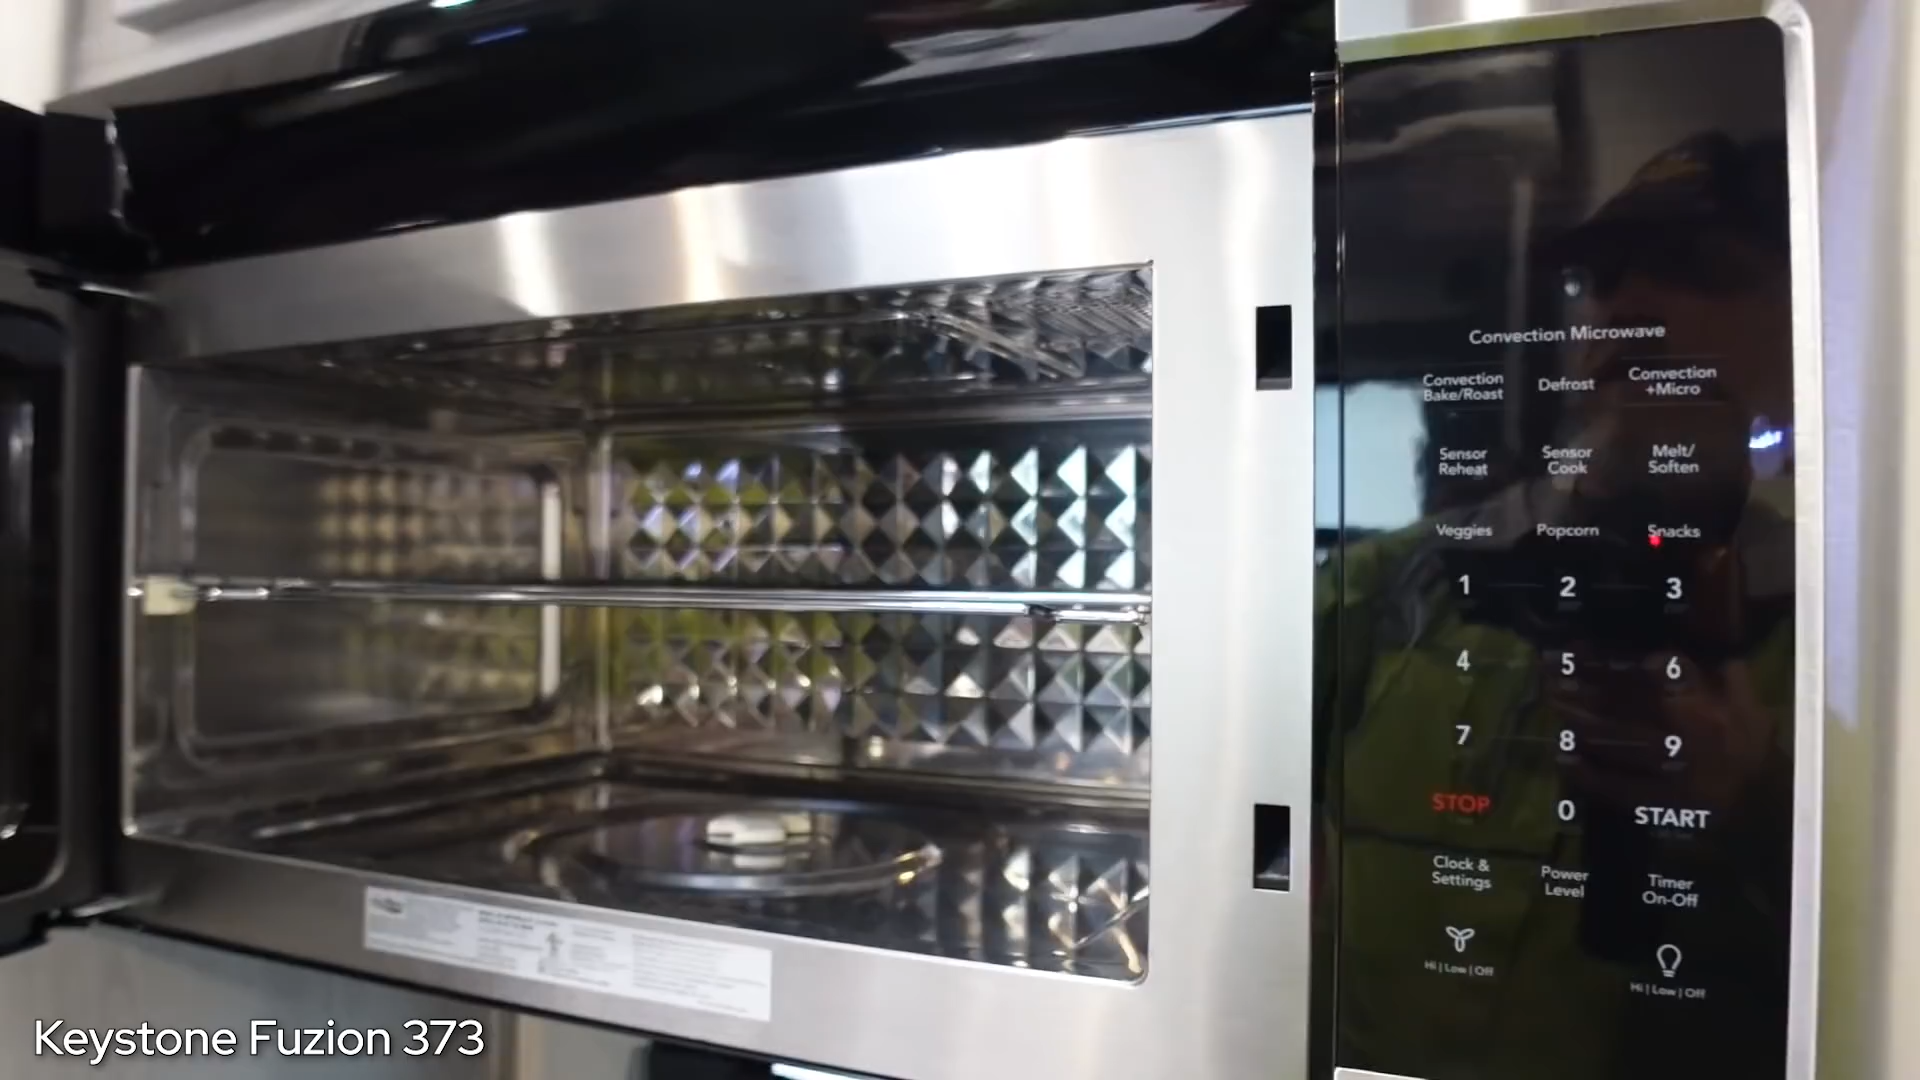 Convection Microwave
Convection
Bake/Roast
Defrost
Convection
+Micro
Sensor
Reheat
Sensor
Cook
Melt/
Soften
Veggies
Popcorn
Snacks
1
2
3
4
5
6
7
8
9
STOP
0
START
Clock &
Settings
Power
Level
Timer
On-Off
Hi | Low | Off
Hi | Low | Off
Keystone Fuzion 373